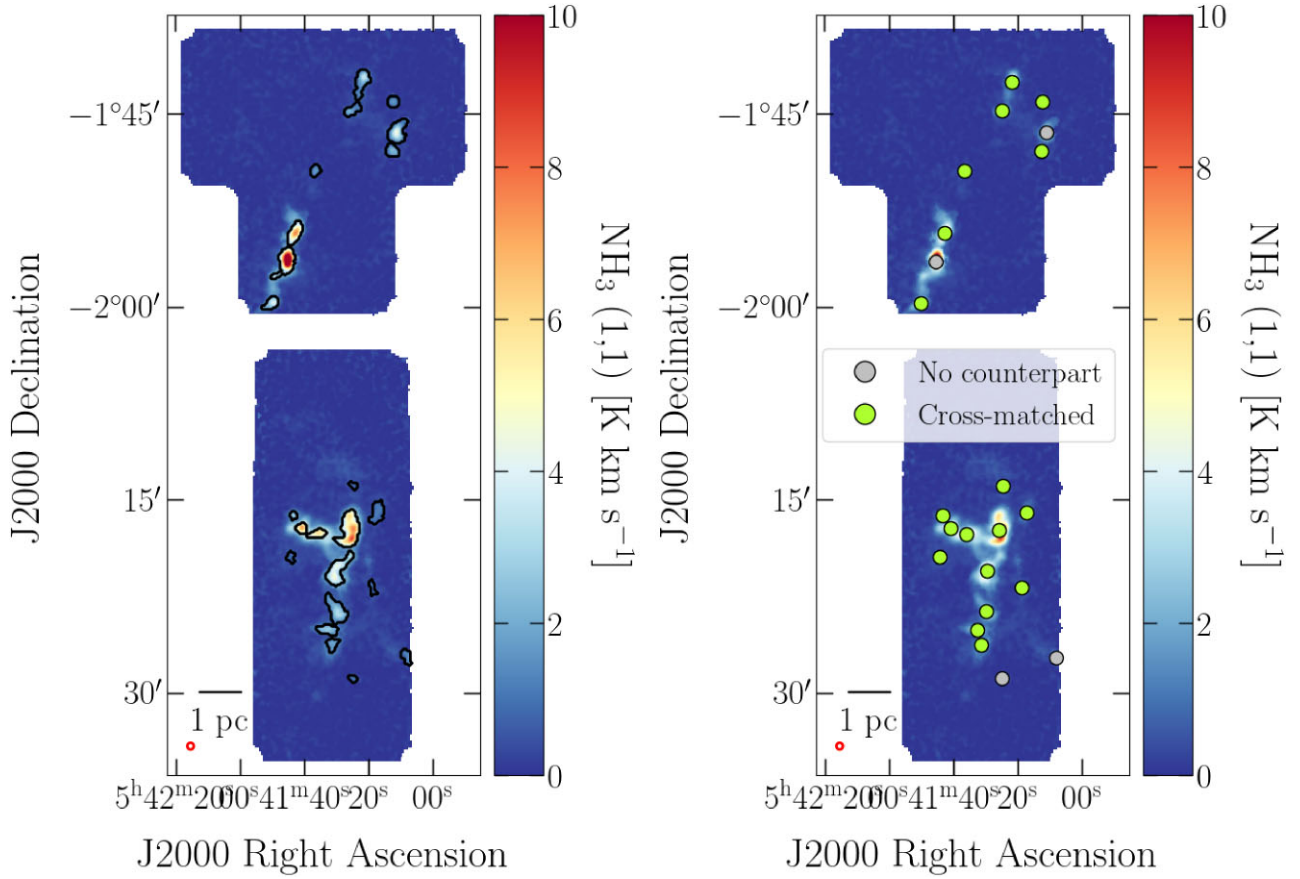 10
8
6
4
2
0
NH₃ (1,1) [K km s⁻¹]
−1°45′
−2°00′
15′
30′
J2000 Declination
1 pc
5ʰ42ᵐ20ˢ
00ˢ
41ᵐ40ˢ
20ˢ
00ˢ
J2000 Right Ascension
10
8
6
4
2
0
NH₃ (1,1) [K km s⁻¹]
−1°45′
−2°00′
15′
30′
J2000 Declination
No counterpart
Cross-matched
1 pc
5ʰ42ᵐ20ˢ
00ˢ
41ᵐ40ˢ
20ˢ
00ˢ
J2000 Right Ascension